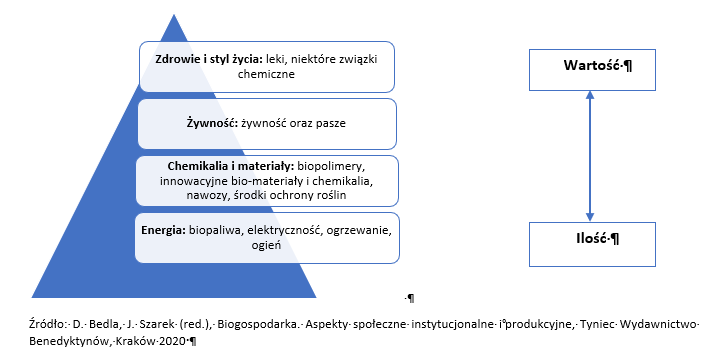 Zdrowie i styl życia: leki, niektóre związki
chemiczne
Wartość·¶
Żywność: żywność oraz pasze
Chemikalia i materiały: biopolimery,
innowacyjne bio-materiały i chemikalia,
nawozy, środki ochrony roślin
Energia: biopaliwa, elektryczność, ogrzewanie,
ogień
Ilość·¶
·¶
Źródło:·D.·Bedla,·J.·Szarek·(red.),·Biogospodarka.·Aspekty·społeczne·instytucjonalne·i°produkcyjne,·Tyniec·Wydawnictwo·
Benedyktynów,·Kraków·2020·¶